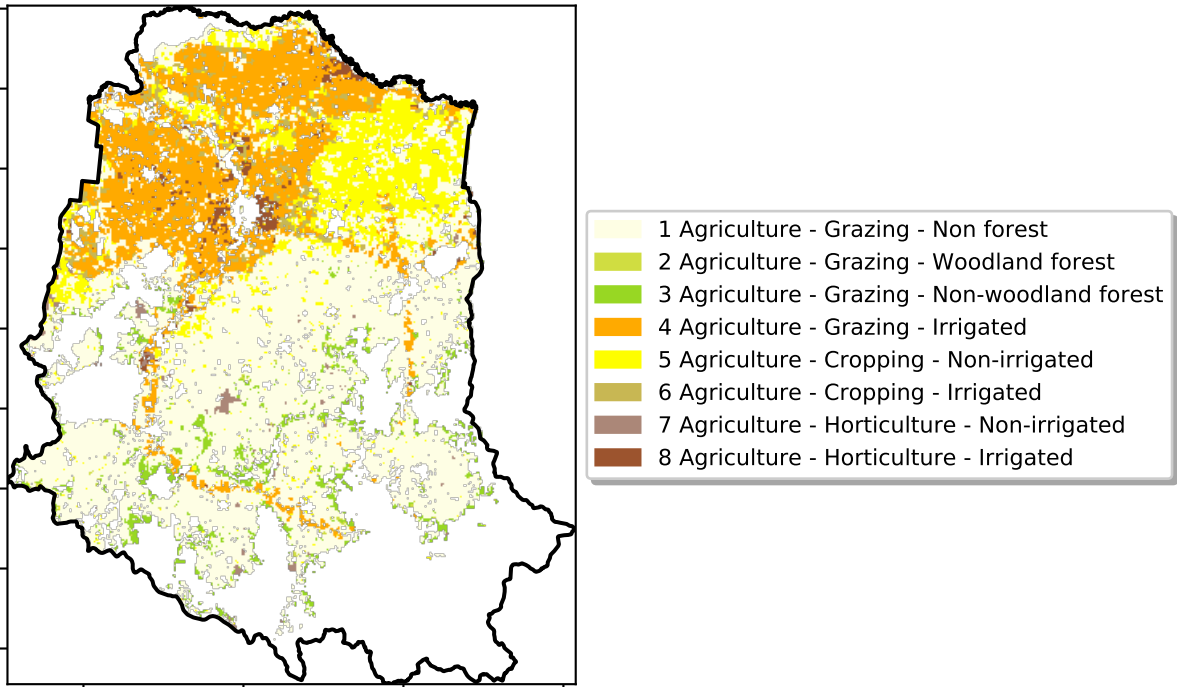 1 Agriculture - Grazing - Non forest
2 Agriculture - Grazing - Woodland forest
3 Agriculture - Grazing - Non-woodland forest
4 Agriculture - Grazing - Irrigated
5 Agriculture - Cropping - Non-irrigated
6 Agriculture - Cropping - Irrigated
7 Agriculture - Horticulture - Non-irrigated
8 Agriculture - Horticulture - Irrigated